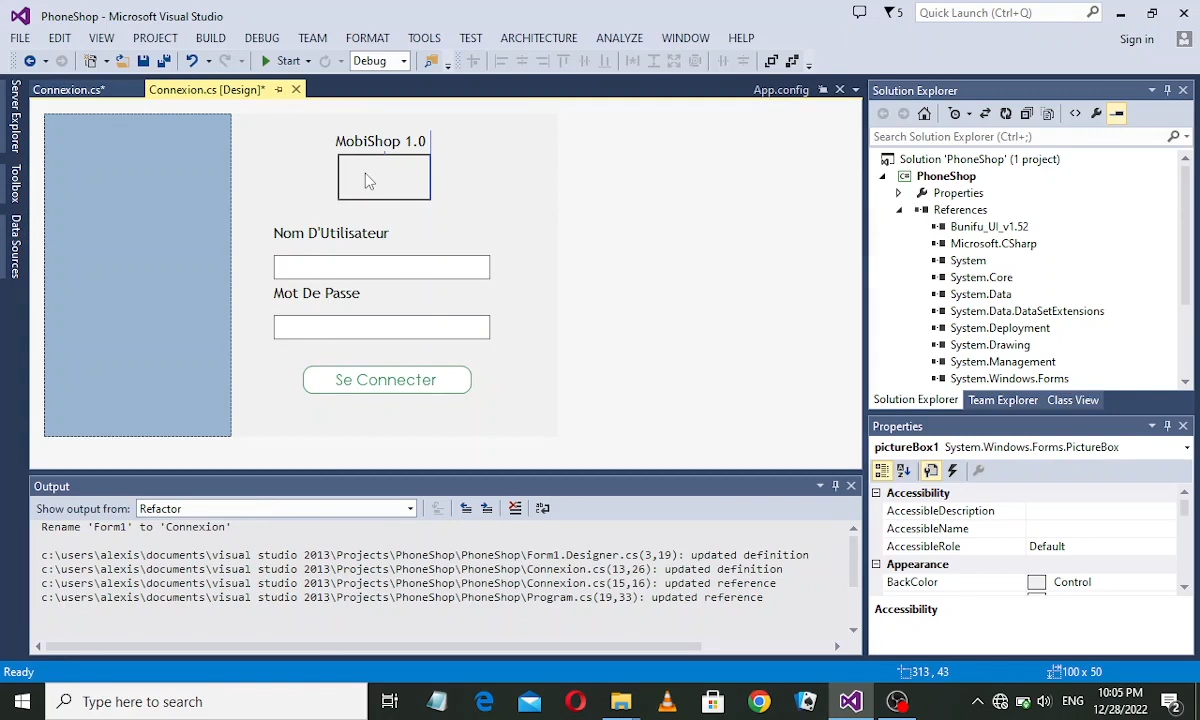 PhoneShop - Microsoft Visual Studio
5
Quick Launch (Ctrl+Q)
FILE EDIT VIEW PROJECT BUILD DEBUG TEAM FORMAT TOOLS TEST ARCHITECTURE ANALYZE WINDOW HELP
Sign in
Start
Debug
Server Explorer
Toolbox
Data Sources
Connexion.cs*
Connexion.cs [Design]*
App.config
MobiShop 1.0
Nom D'Utilisateur
Mot De Passe
Se Connecter
Solution Explorer
Search Solution Explorer (Ctrl+;)
Solution 'PhoneShop' (1 project)
PhoneShop
Properties
References
Bunifu_UI_v1.52
Microsoft.CSharp
System
System.Core
System.Data
System.Data.DataSetExtensions
System.Deployment
System.Drawing
System.Management
System.Windows.Forms
Solution Explorer Team Explorer Class View
Properties
pictureBox1 System.Windows.Forms.PictureBox
Accessibility
AccessibleDescription
AccessibleName
AccessibleRole Default
Appearance
BackColor Control
Accessibility
Output
Show output from: Refactor
Rename 'Form1' to 'Connexion'
c:\users\alexis\documents\visual studio 2013\Projects\PhoneShop\PhoneShop\Form1.Designer.cs(3,19): updated definition
c:\users\alexis\documents\visual studio 2013\Projects\PhoneShop\PhoneShop\Connexion.cs(13,26): updated definition
c:\users\alexis\documents\visual studio 2013\Projects\PhoneShop\PhoneShop\Connexion.cs(15,16): updated reference
c:\users\alexis\documents\visual studio 2013\Projects\PhoneShop\PhoneShop\Program.cs(19,33): updated reference
Ready
313 , 43
100 x 50
Type here to search
ENG
10:05 PM
12/28/2022
2